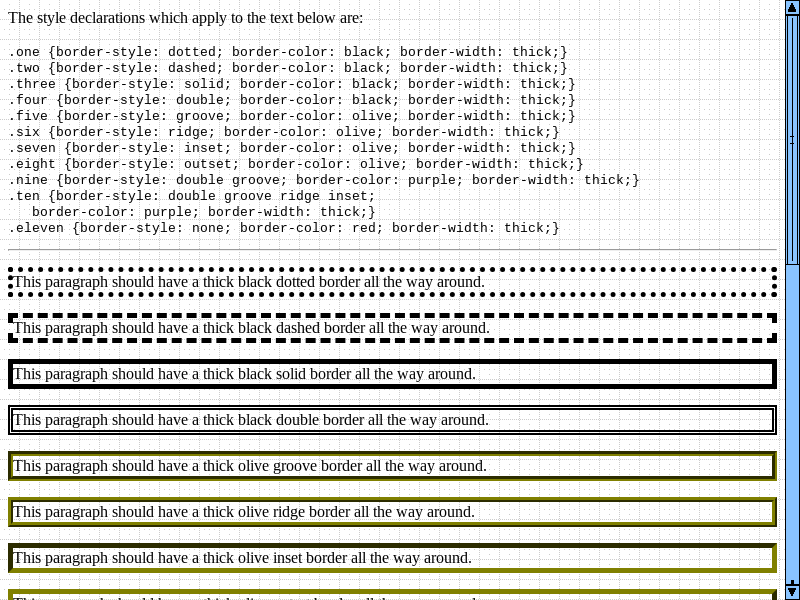 The style declarations which apply to the text below are:
.one {border-style: dotted; border-color: black; border-width: thick;}
.two {border-style: dashed; border-color: black; border-width: thick;}
.three {border-style: solid; border-color: black; border-width: thick;}
.four {border-style: double; border-color: black; border-width: thick;}
.five {border-style: groove; border-color: olive; border-width: thick;}
.six {border-style: ridge; border-color: olive; border-width: thick;}
.seven {border-style: inset; border-color: olive; border-width: thick;}
.eight {border-style: outset; border-color: olive; border-width: thick;}
.nine {border-style: double groove; border-color: purple; border-width: thick;}
.ten {border-style: double groove ridge inset;
   border-color: purple; border-width: thick;}
.eleven {border-style: none; border-color: red; border-width: thick;}
This paragraph should have a thick black dotted border all the way around.
This paragraph should have a thick black dashed border all the way around.
This paragraph should have a thick black solid border all the way around.
This paragraph should have a thick black double border all the way around.
This paragraph should have a thick olive groove border all the way around.
This paragraph should have a thick olive ridge border all the way around.
This paragraph should have a thick olive inset border all the way around.